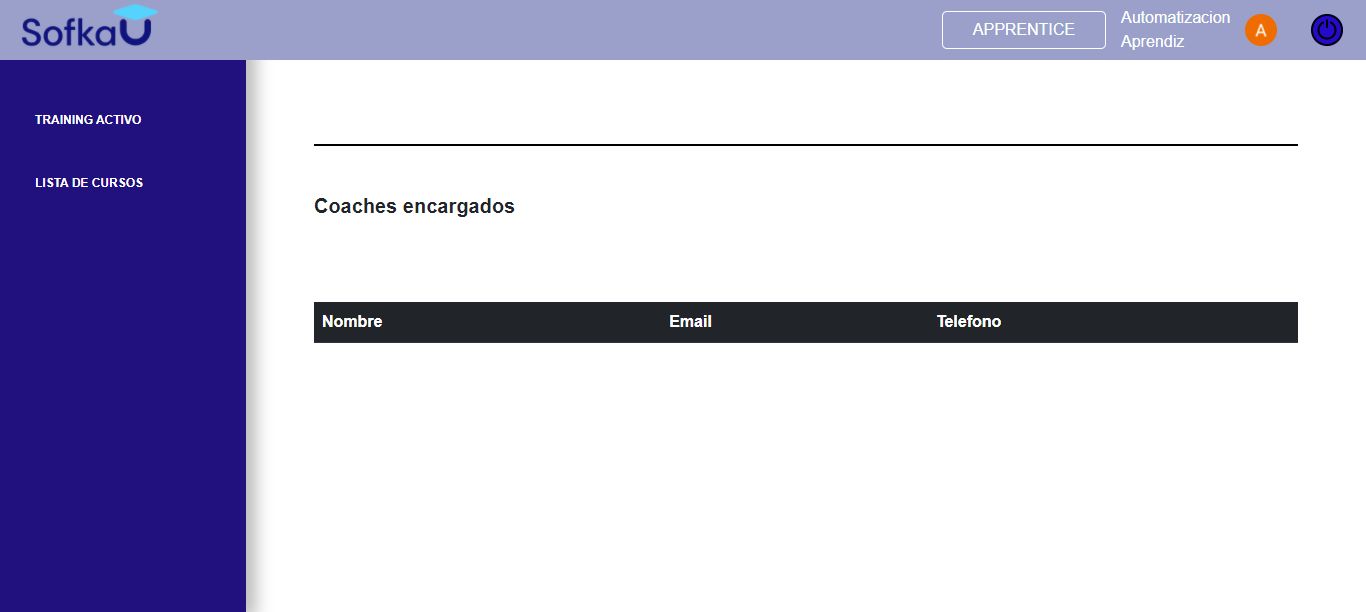 SofkaU
APPRENTICE
Automatizacion
Aprendiz
A
TRAINING ACTIVO
LISTA DE CURSOS
Coaches encargados
Nombre Email Telefono